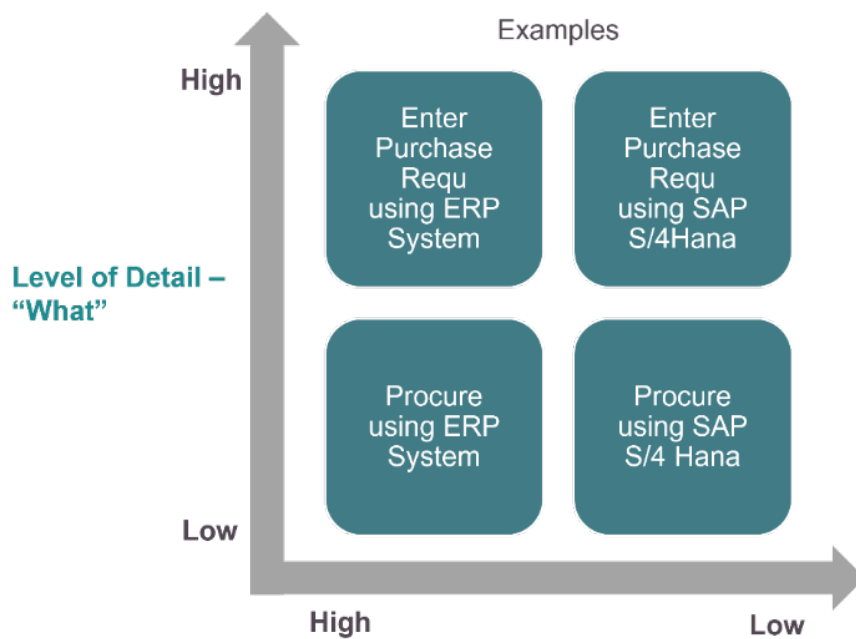 Examples
High
Enter
Purchase
Requ
using ERP
System
Enter
Purchase
Requ
using SAP
S/4Hana
Level of Detail –
“What”
Procure
using ERP
System
Procure
using SAP
S/4 Hana
Low
High
Low